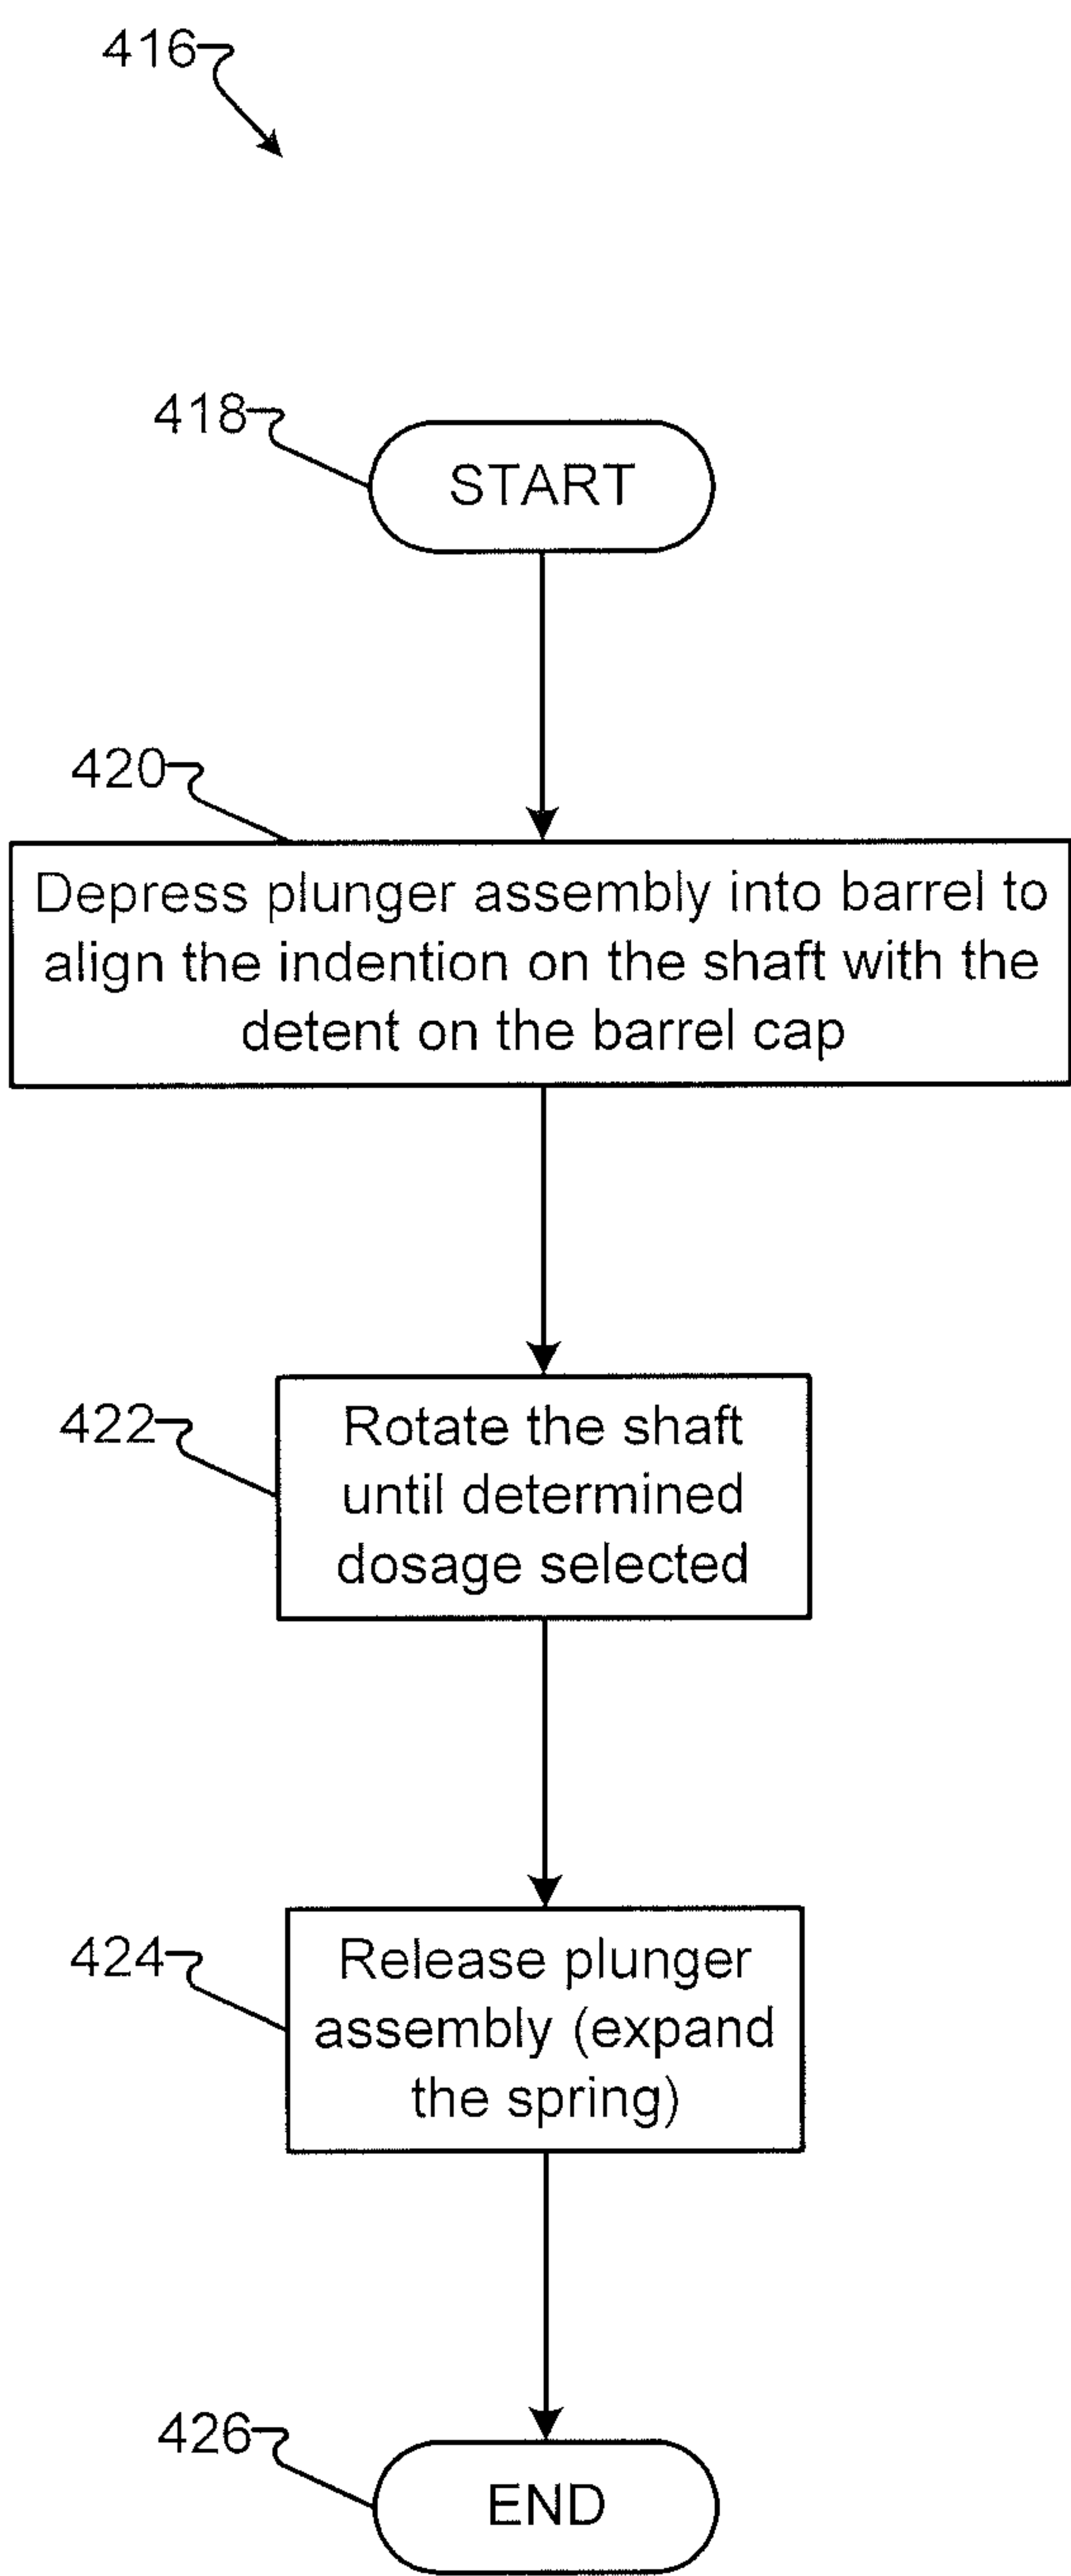 416
418
START
420
Depress plunger assembly into barrel to
align the indention on the shaft with the
detent on the barrel cap
422
Rotate the shaft
until determined
dosage selected
424
Release plunger
assembly (expand
the spring)
426
END